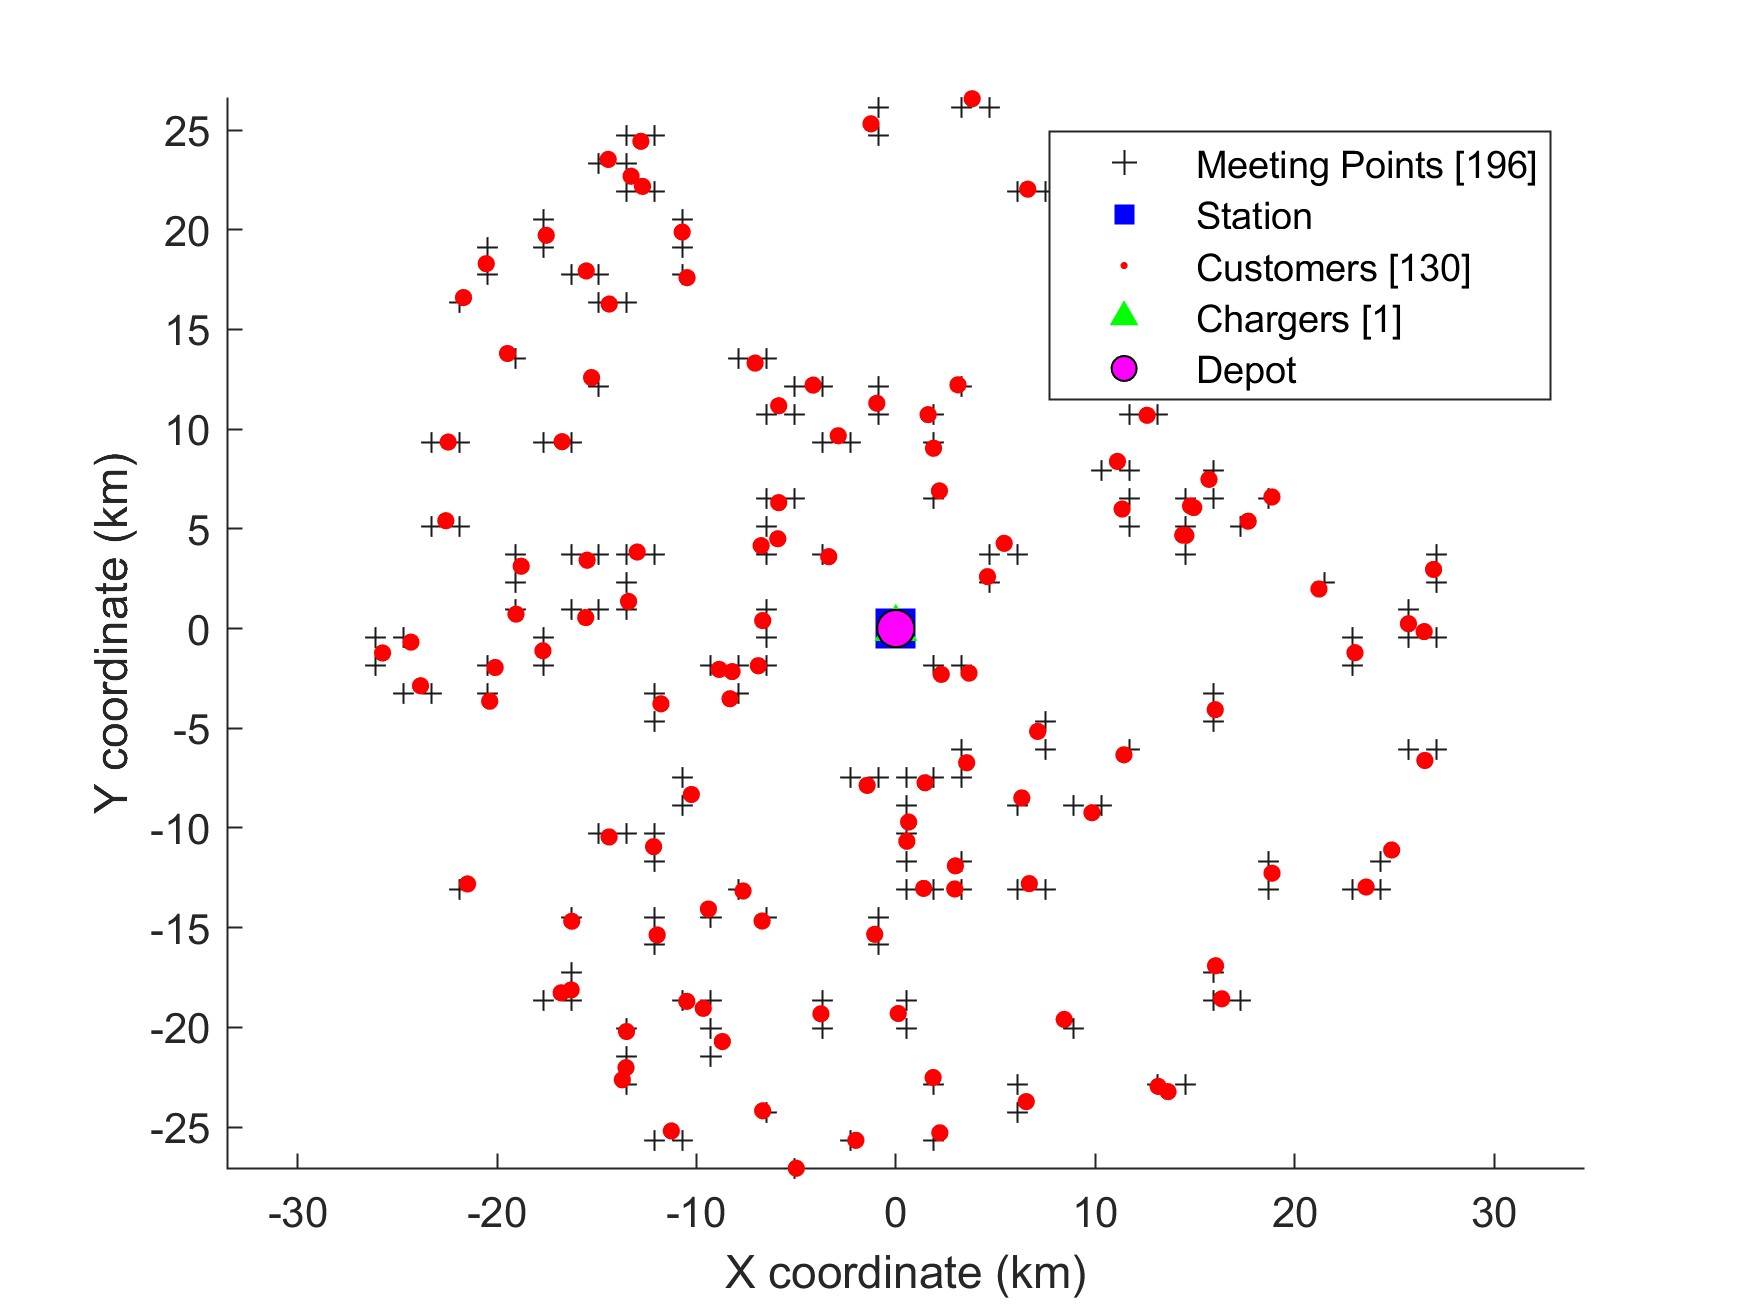 25
20
15
10
5
0
-5
-10
-15
-20
-25
Y coordinate (km)
Meeting Points [196]
Station
Customers [130]
Chargers [1]
Depot
-30 -20 -10 0 10 20 30
X coordinate (km)